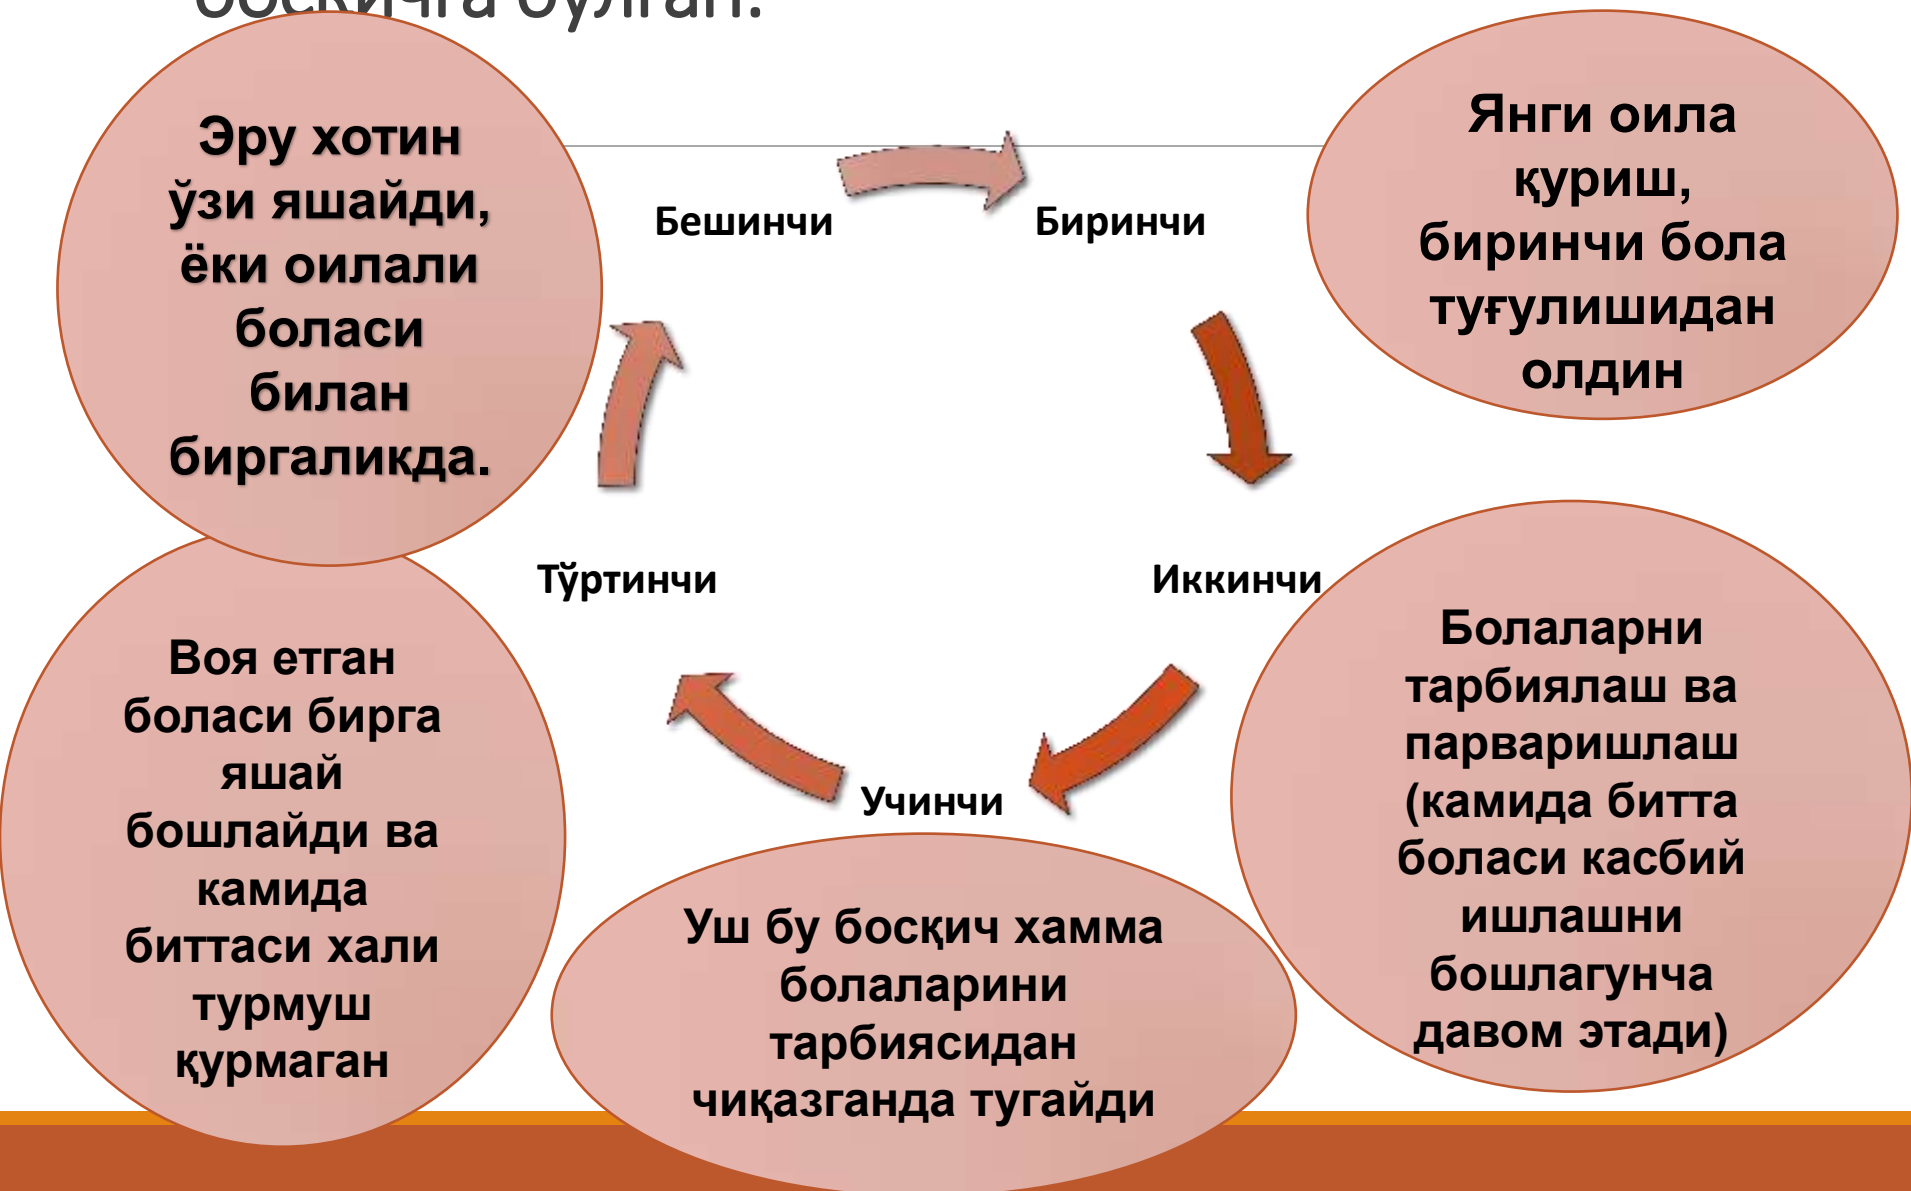 босқичга бўлган.
Эру хотин
ўзи яшайди,
ёки оилали
боласи
билан
биргаликда.
Бешинчи
Биринчи
Янги оила
қуриш,
биринчи бола
туғулишидан
олдин
Тўртинчи
Иккинчи
Воя етган
боласи бирга
яшай
бошлайди ва
камида
биттаси хали
турмуш
қурмаган
Учинчи
Уш бу босқич хамма
болаларини
тарбиясидан
чиқазганда тугайди
Болаларни
тарбиялаш ва
парваришлаш
(камида битта
боласи касбий
ишлашни
бошлагунча
давом этади)